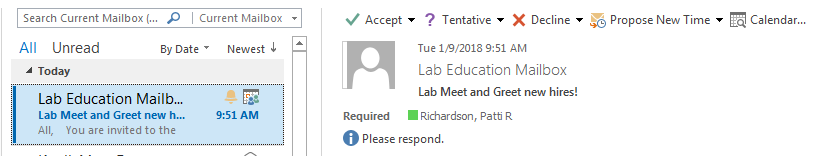 Search Current Mailbox (... Current Mailbox
All Unread By Date Newest
Today
Lab Education Mailb...
Lab Meet and Greet new h... 9:51 AM
All, You are invited to the
Accept Tentative Decline Propose New Time Calendar...
Tue 1/9/2018 9:51 AM
Lab Education Mailbox
Lab Meet and Greet new hires!
Required Richardson, Patti R
Please respond.